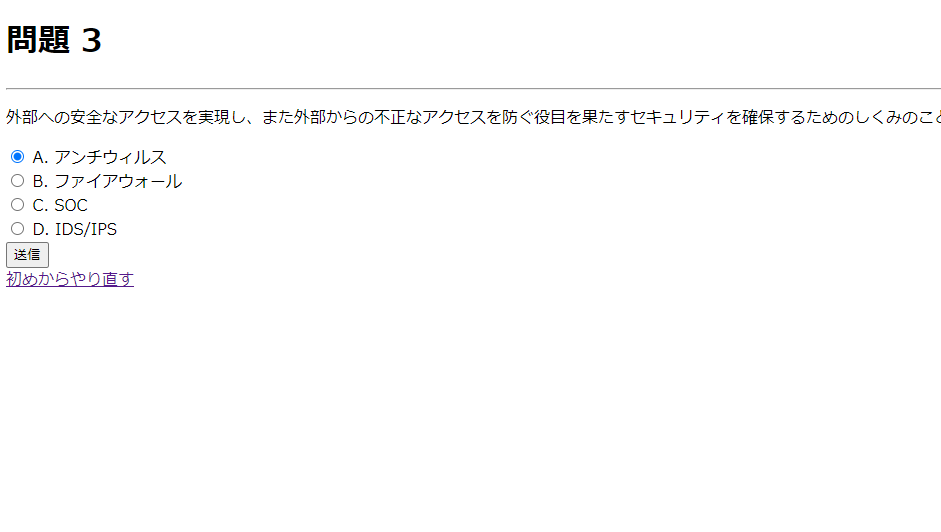 問題 3
外部への安全なアクセスを実現し、また外部からの不正なアクセスを防ぐ役目を果たすセキュリティを確保するためのしくみのこと
A. アンチウィルス
B. ファイアウォール
C. SOC
D. IDS/IPS
送信
初めからやり直す